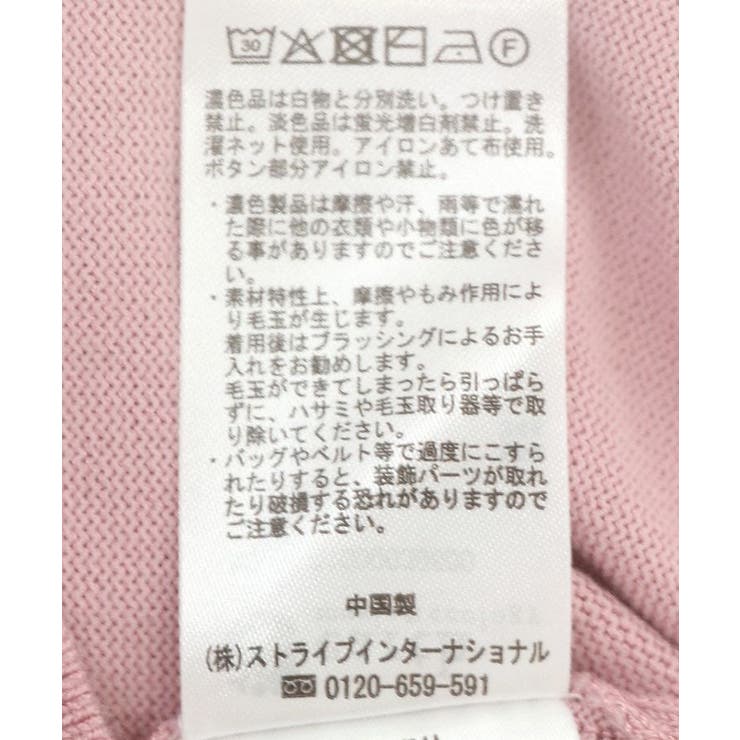 30 F
濃色品は白物と分別洗い。つけ置き
禁止。淡色品は蛍光増白剤禁止。洗
濯ネット使用。アイロンあて布使用。
ボタン部分アイロン禁止。
・濃色製品は摩擦や汗、雨等で濡れ
た際に他の衣類や小物類に色が移
る事がありますのでご注意くださ
い。
・素材特性上、摩擦やもみ作用によ
り毛玉が生じます。
着用後はブラッシングによるお手
入れをお勧めします。
毛玉ができてしまったら引っぱら
ずに、ハサミや毛玉取り器等で取
り除いてください。
・バッグやベルト等で過度にこすら
れたりすると、装飾パーツが取れ
たり破損する恐れがありますので
ご注意ください。
中国製
(株)ストライプインターナショナル
0120-659-591